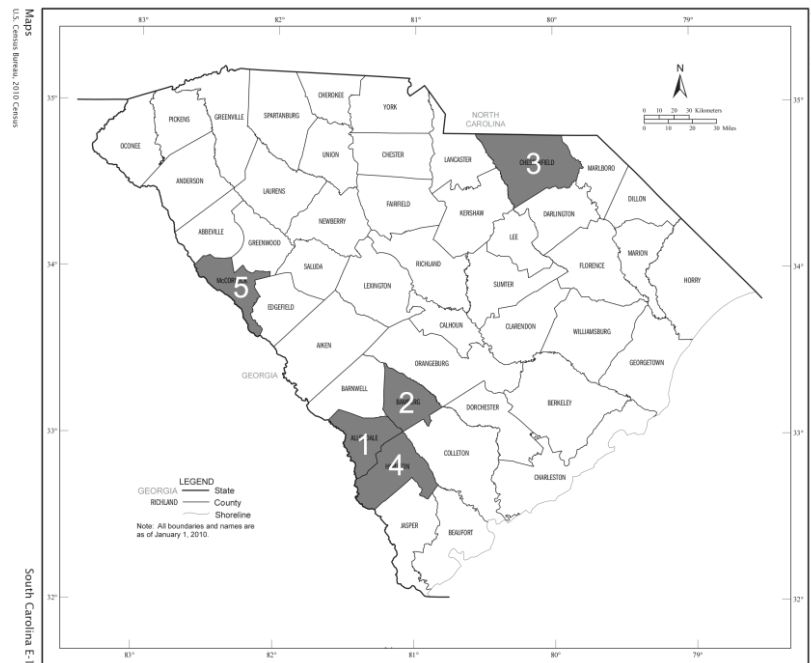 Maps
U.S. Census Bureau, 2010 Census
South Carolina E-1
83° 82° 81° 80° 79°
35° 35°
34° 34°
33° 33°
32° 32°
83° 82° 81° 80° 79°
N
0 10 20 30 Kilometers
0 10 20 30 Miles
NORTH
CAROLINA
GEORGIA
OCONEE
PICKENS
GREENVILLE
SPARTANBURG
CHEROKEE
YORK
UNION
CHESTER
LANCASTER
3
MARLBORO
DILLON
ANDERSON
LAURENS
FAIRFIELD
KERSHAW
DARLINGTON
NEWBERRY
ABBEVILLE
GREENWOOD
LEE
MARION
HORRY
SALUDA
RICHLAND
FLORENCE
5
LEXINGTON
SUMTER
EDGEFIELD
CALHOUN
CLARENDON
WILLIAMSBURG
AIKEN
GEORGETOWN
ORANGEBURG
BARNWELL
2
DORCHESTER
BERKELEY
1
4
COLLETON
CHARLESTON
JASPER
BEAUFORT
LEGEND
GEORGIA State
RICHLAND County
Shoreline
Note: All boundaries and names are
as of January 1, 2010.